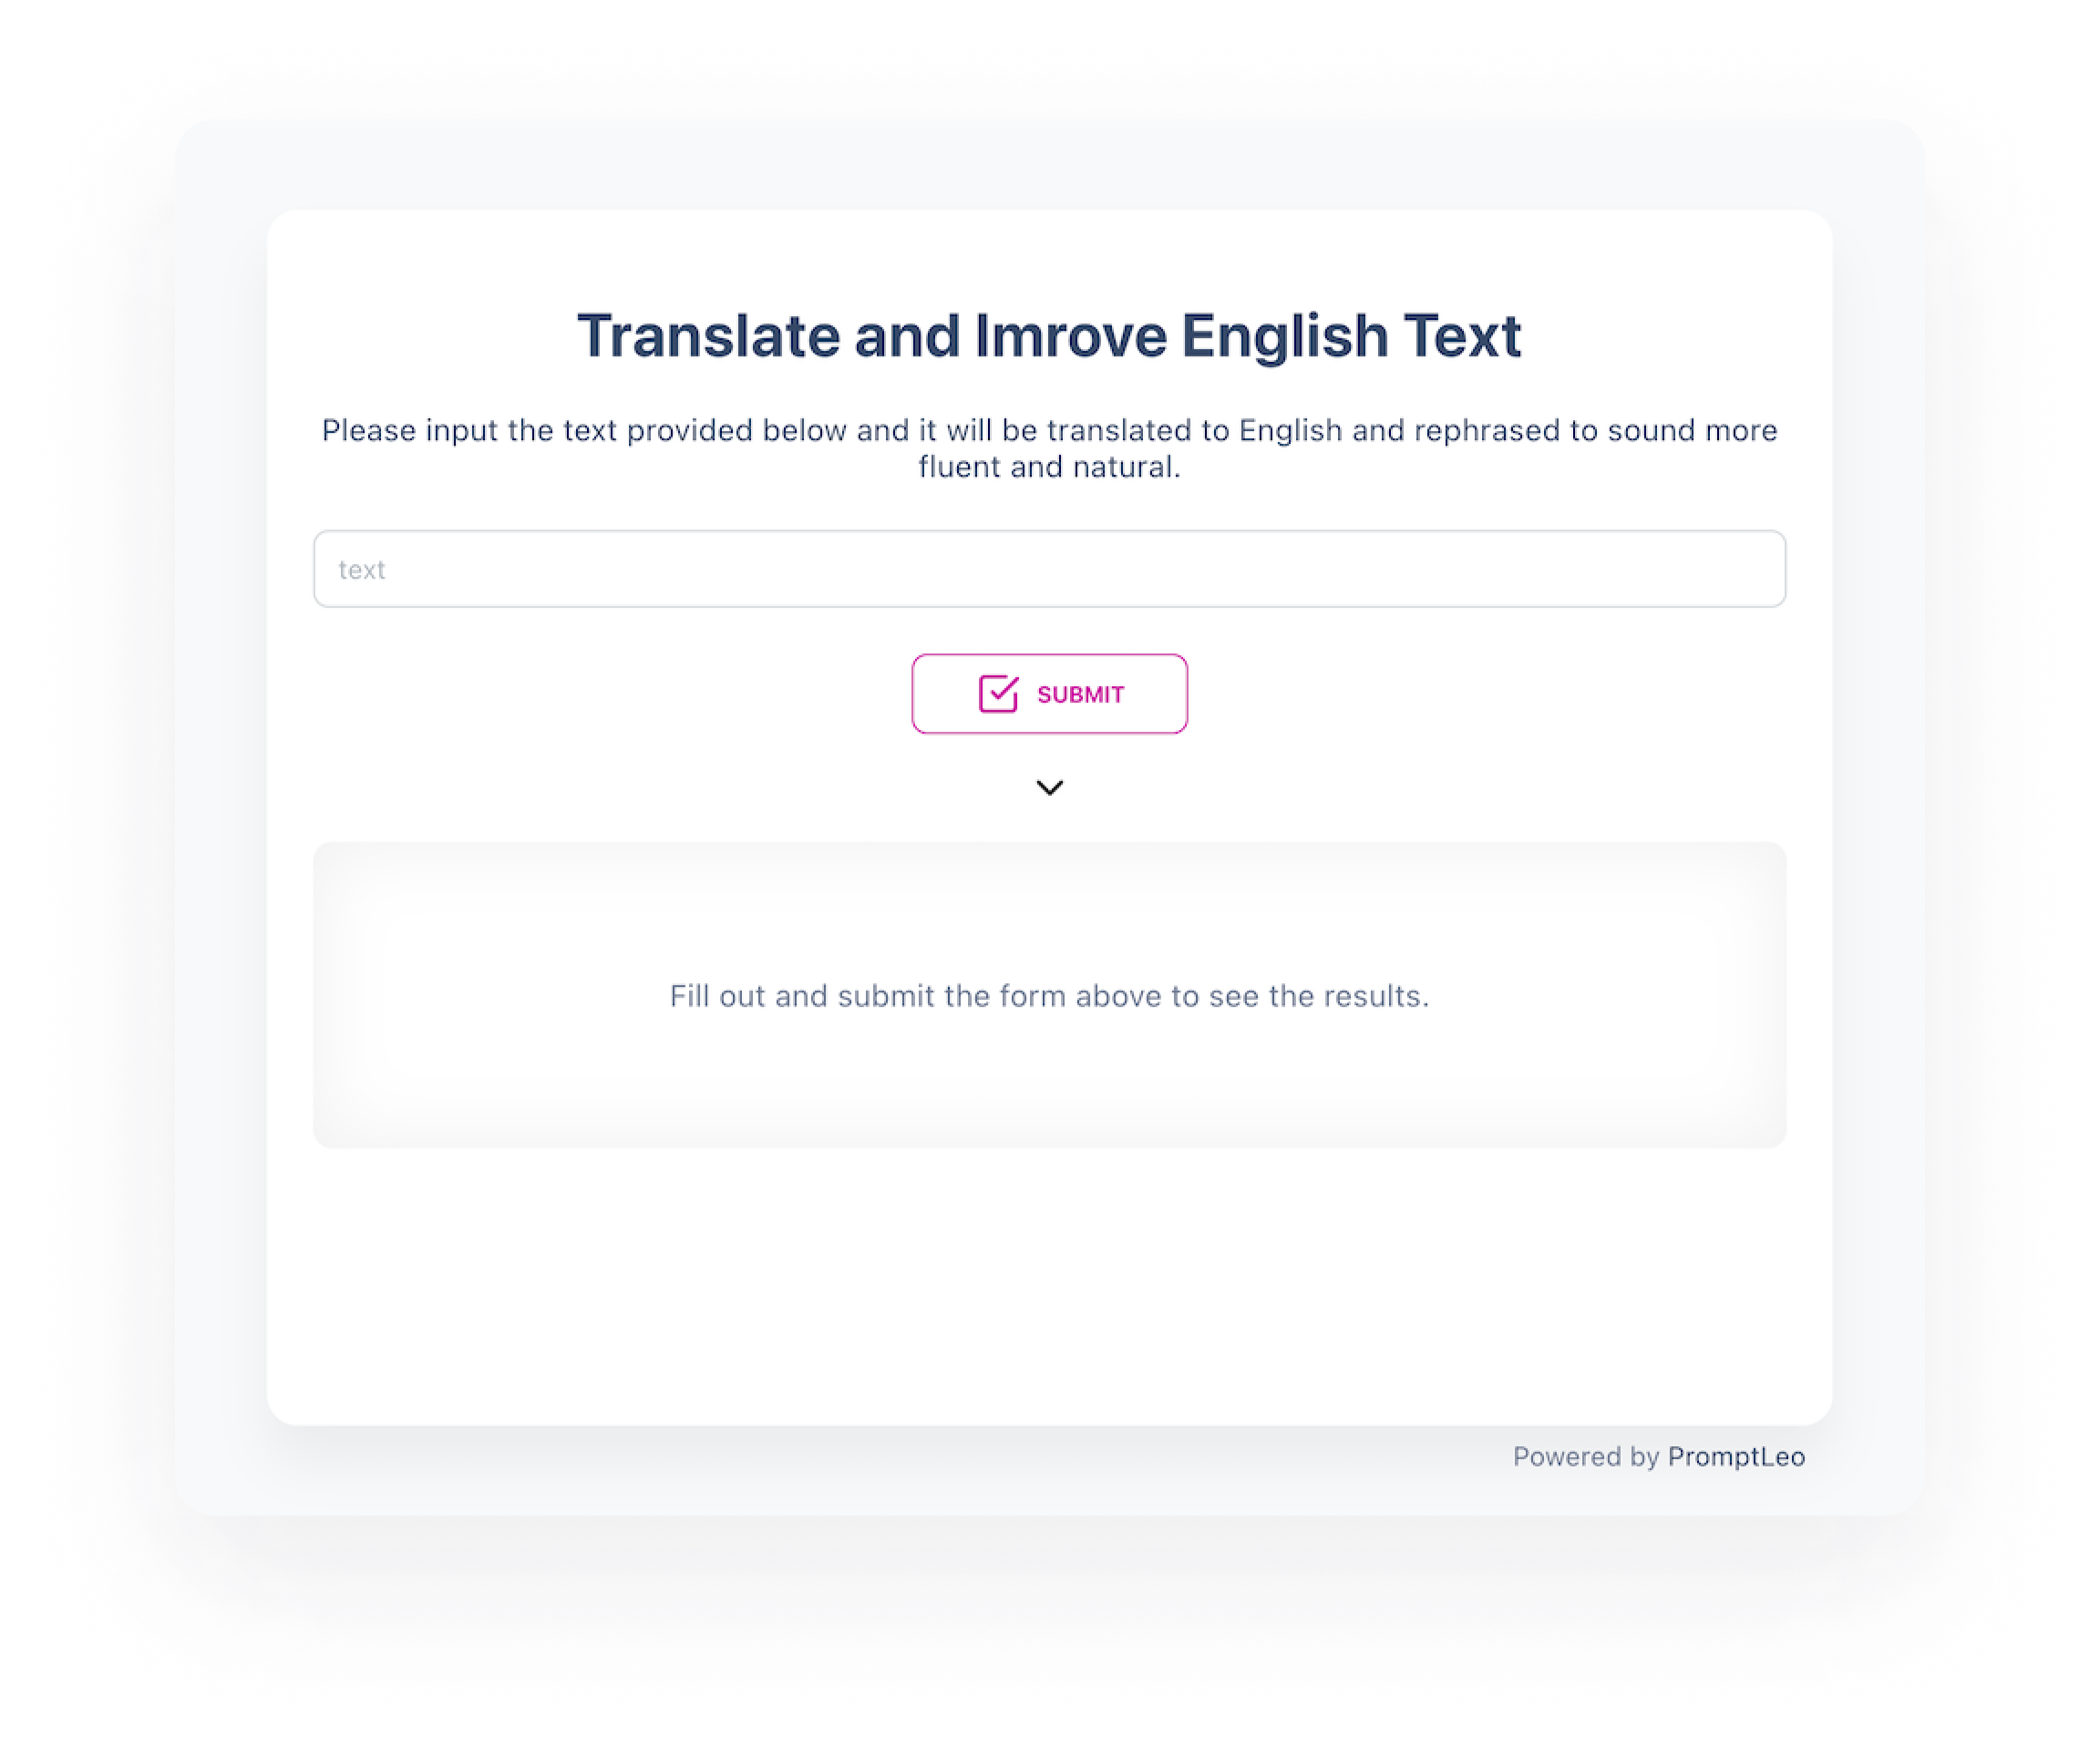 Translate and Imrove English Text
Please input the text provided below and it will be translated to English and rephrased to sound more
fluent and natural.
text
SUBMIT
Fill out and submit the form above to see the results.
Powered by PromptLeo